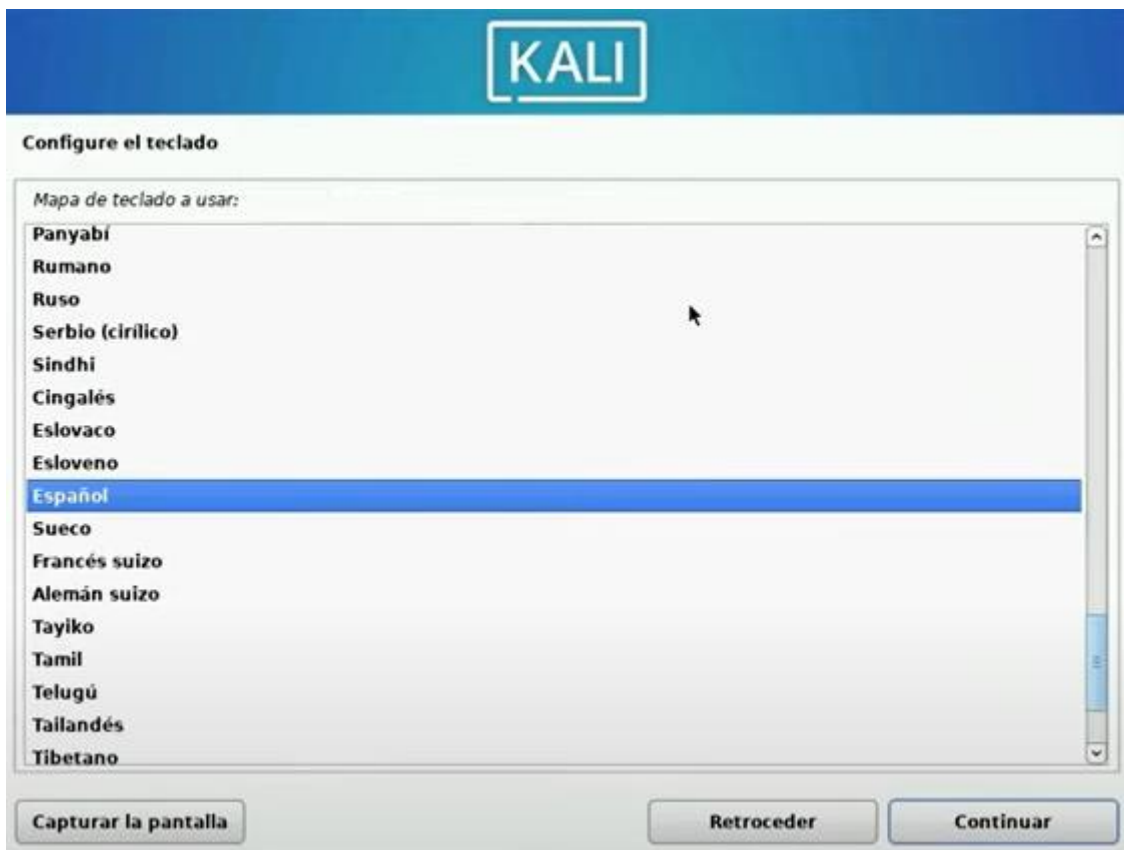 KALI
Configure el teclado
Mapa de teclado a usar:
Panyabí
Rumano
Ruso
Serbio (cirílico)
Sindhi
Cingalés
Eslovaco
Esloveno
Español
Sueco
Francés suizo
Alemán suizo
Tayiko
Tamil
Telugú
Tailandés
Tibetano
Capturar la pantalla
Retroceder
Continuar